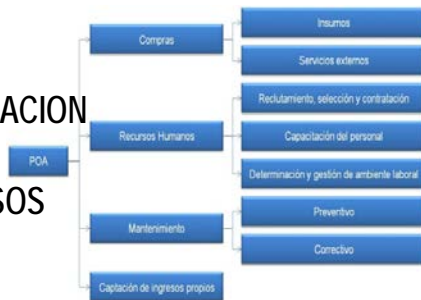 ACION
SOS
POA
Compras
Insumos
Servicios externos
Recursos Humanos
Reclutamiento, selección y contratación
Capacitación del personal
Determinación y gestión de ambiente laboral
Mantenimiento
Preventivo
Correctivo
Captación de ingresos propios